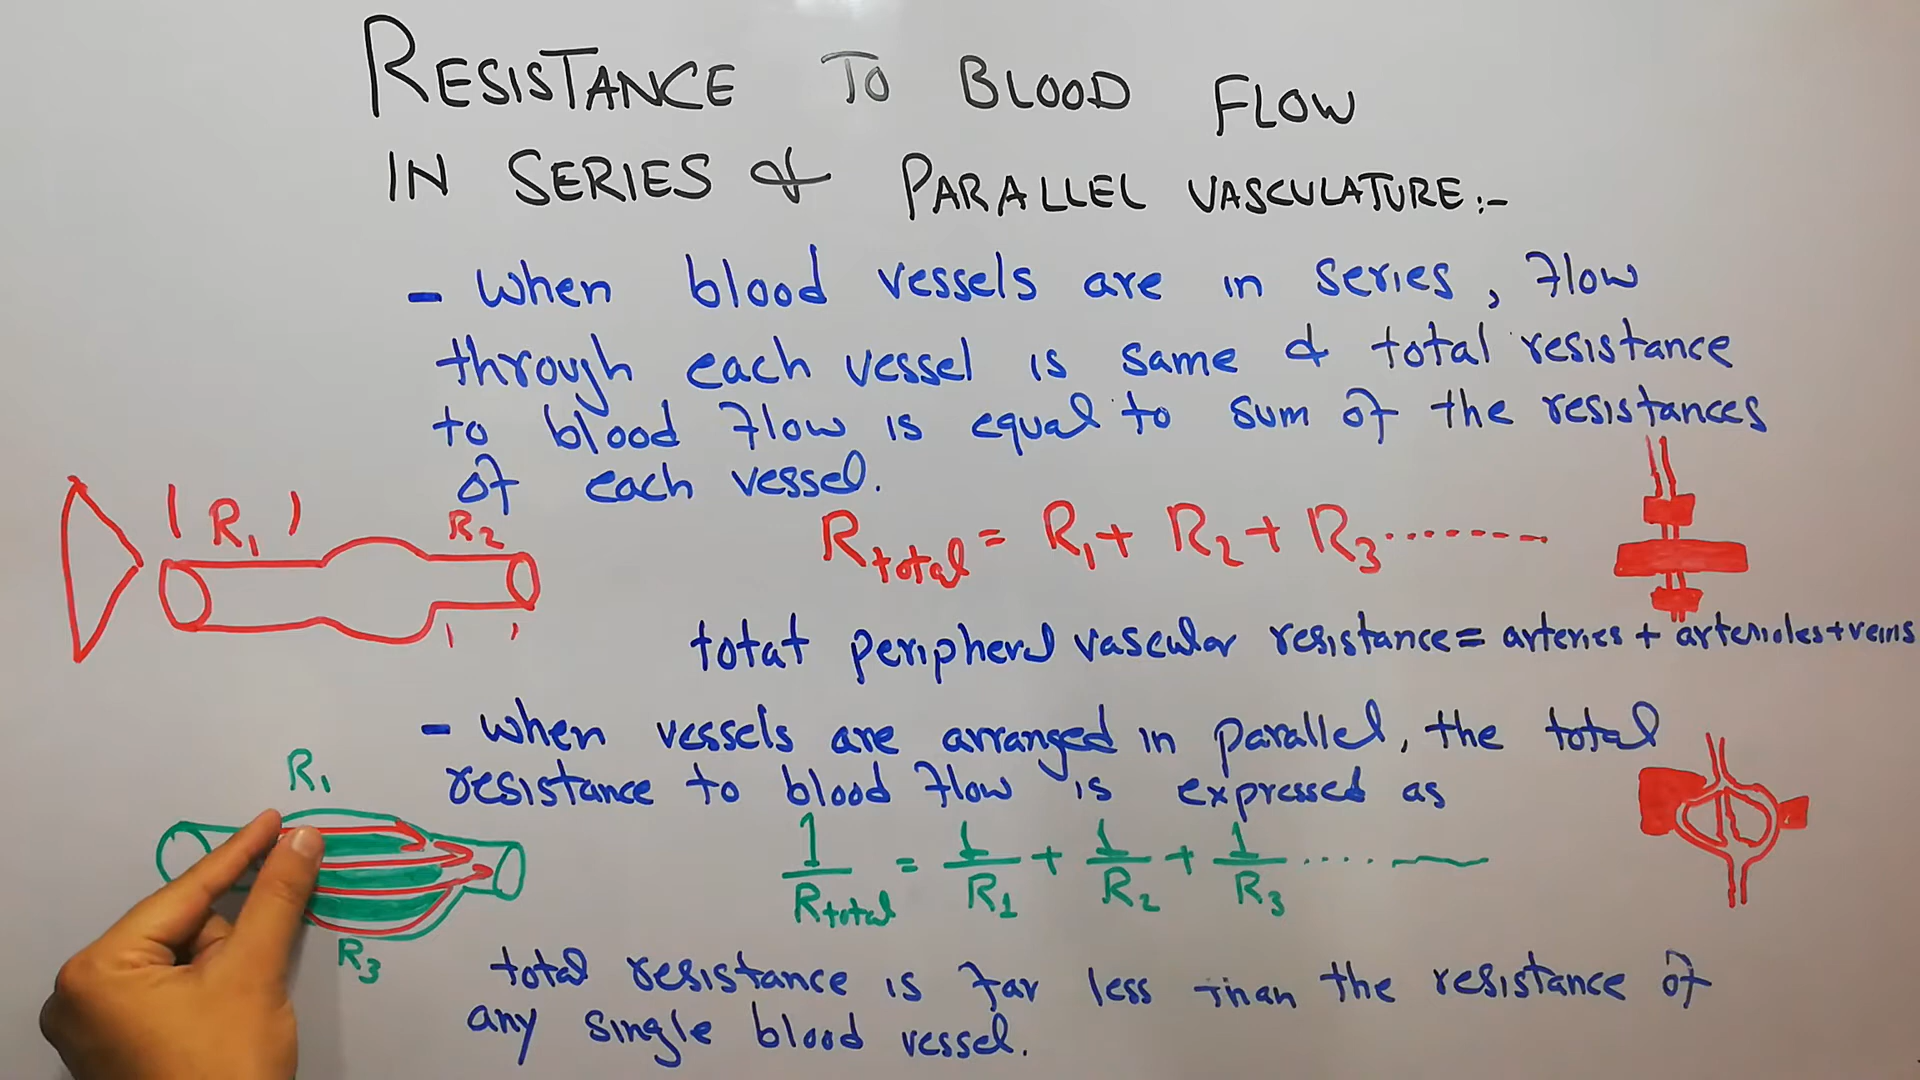 RESISTANCE TO BLOOD FLOW
IN SERIES & PARALLEL VASCULATURE:-
- When blood vessels are in series, flow
through each vessel is same & total resistance
to blood flow is equal to sum of the resistances
of each vessel.
R1 R2
Rtotal = R1 + R2 + R3.........
total peripheral vascular resistance = arteries + arterioles + veins
- When vessels are arranged in parallel, the total
resistance to blood flow is expressed as
R1
1/Rtotal = 1/R1 + 1/R2 + 1/R3 .....
R3
total resistance is far less than the resistance of
any single blood vessel.